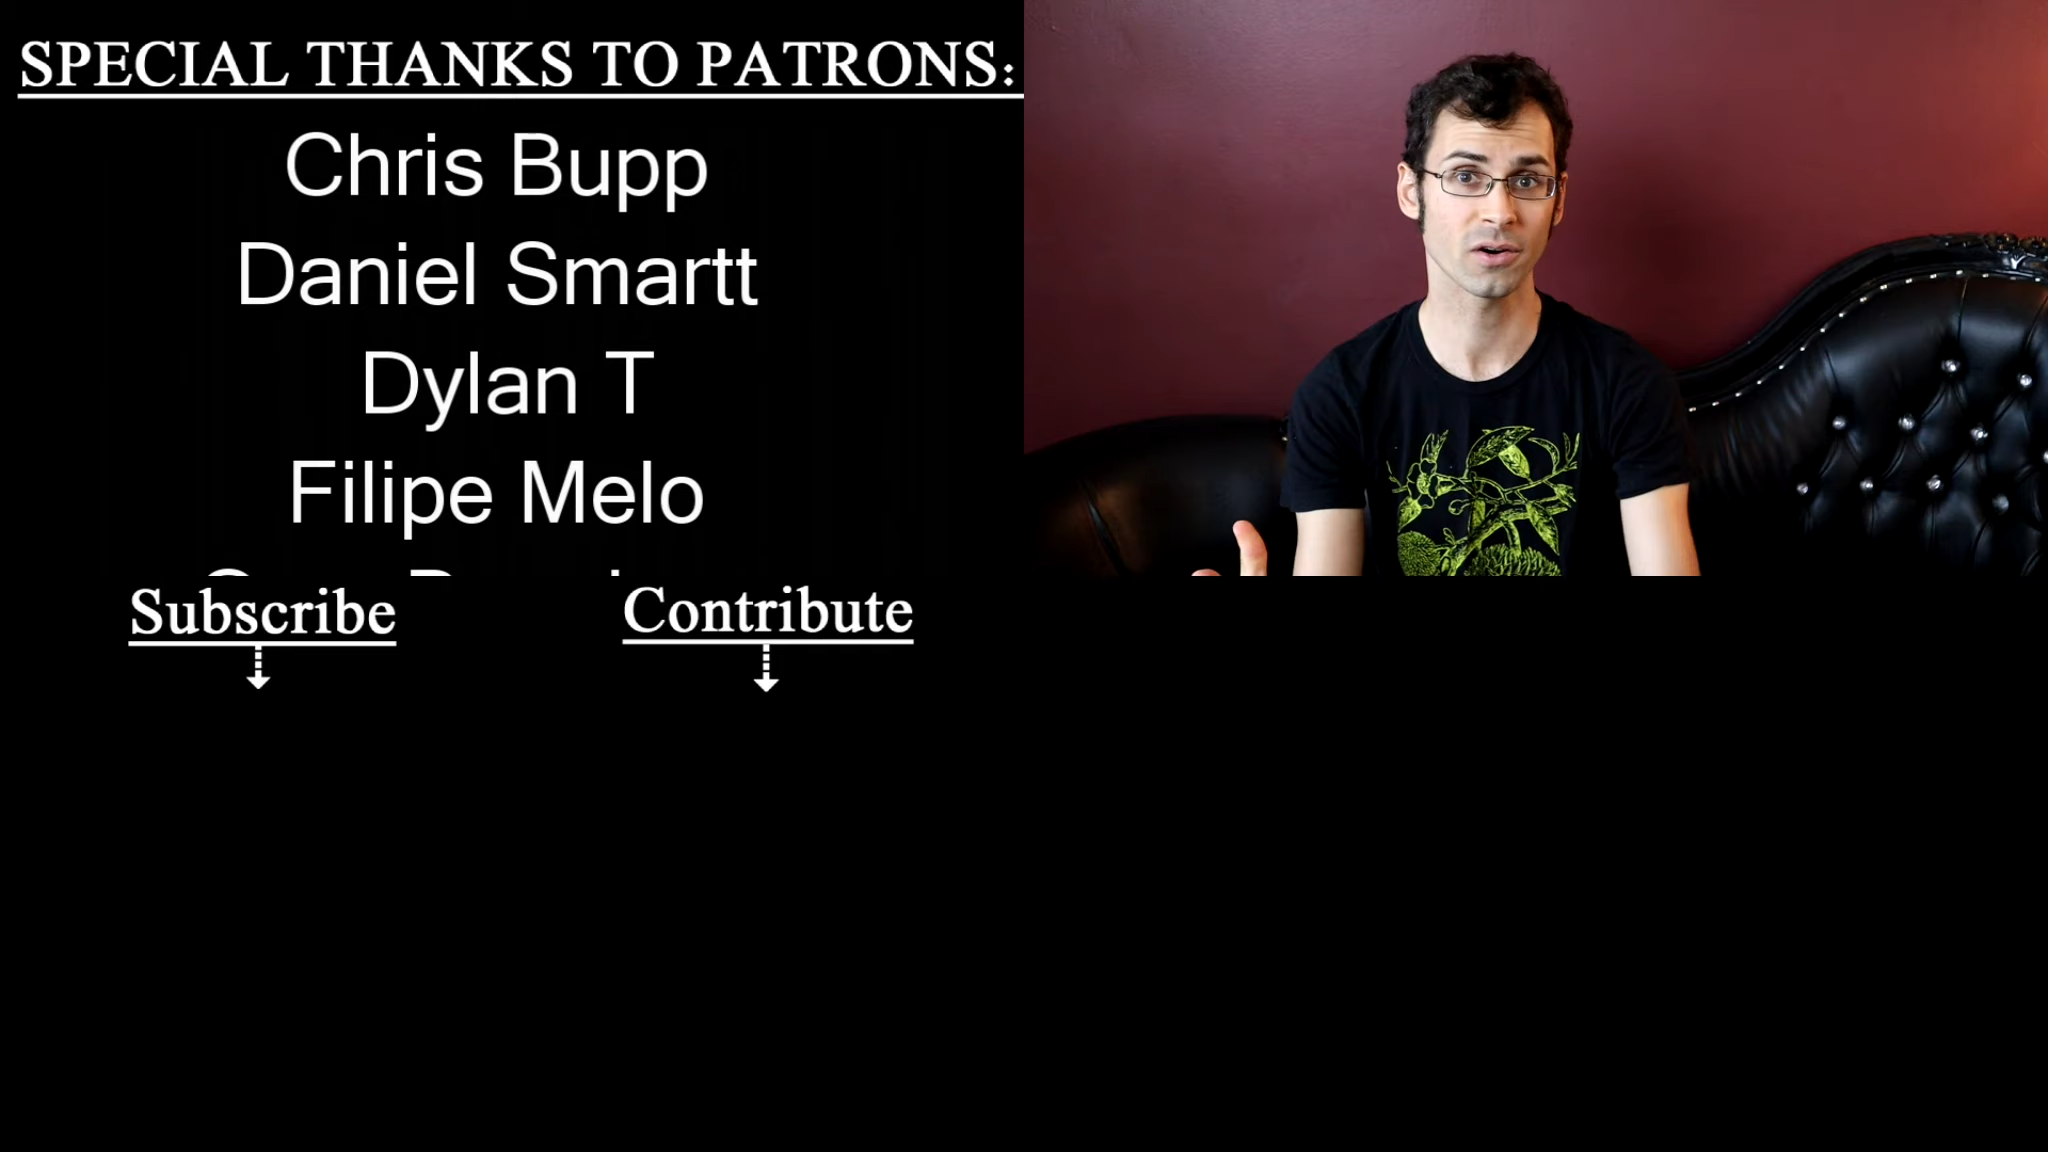 SPECIAL THANKS TO PATRONS:
Chris Bupp
Daniel Smartt
Dylan T
Filipe Melo
Subscribe
Contribute